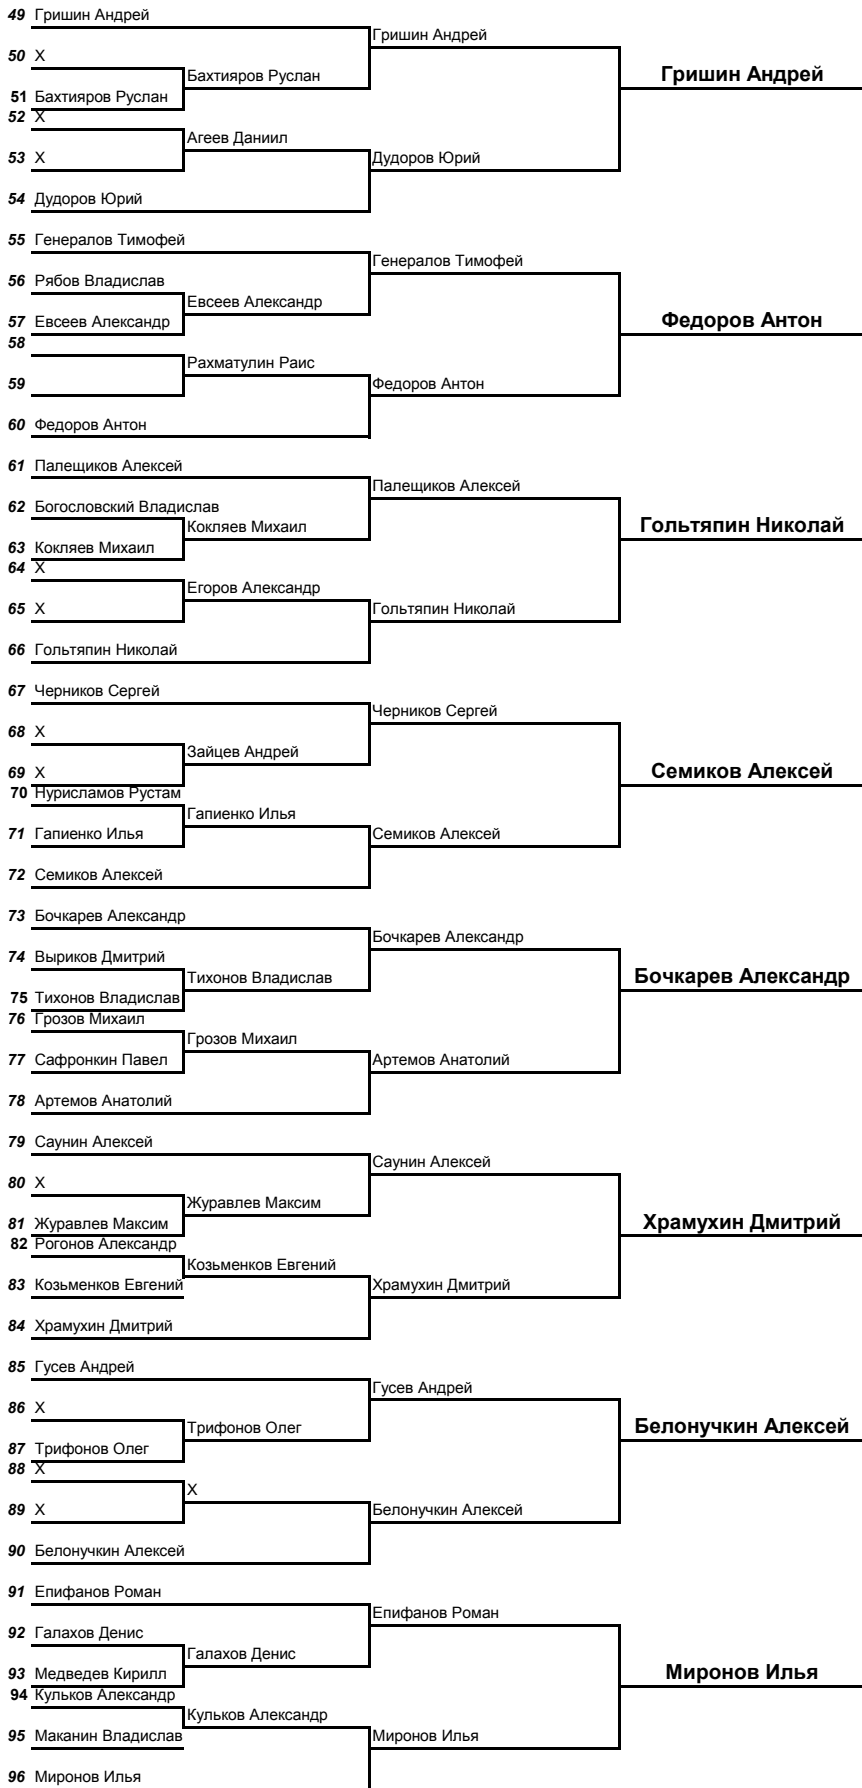 49 Гришин Андрей
Гришин Андрей
50 X
Гришин Андрей
Бахтияров Руслан
51 Бахтияров Руслан
52 X
Агеев Даниил
53 X
Дудоров Юрий
54 Дудоров Юрий
55 Генералов Тимофей
Генералов Тимофей
56 Рябов Владислав
Евсеев Александр
57 Евсеев Александр
Федоров Антон
58
Рахматулин Раис
59
Федоров Антон
60 Федоров Антон
61 Палещиков Алексей
Палещиков Алексей
62 Богословский Владислав
Кокляев Михаил
Гольтяпин Николай
63 Кокляев Михаил
64 X
Егоров Александр
65 X
Гольтяпин Николай
66 Гольтяпин Николай
67 Черников Сергей
Черников Сергей
68 X
Зайцев Андрей
69 X
Семиков Алексей
70 Нурисламов Рустам
Гапиенко Илья
71 Гапиенко Илья
Семиков Алексей
72 Семиков Алексей
73 Бочкарев Александр
Бочкарев Александр
74 Выриков Дмитрий
Тихонов Владислав
Бочкарев Александр
75 Тихонов Владислав
76 Грозов Михаил
Грозов Михаил
77 Сафронкин Павел
Артемов Анатолий
78 Артемов Анатолий
79 Саунин Алексей
Саунин Алексей
80 X
Журавлев Максим
81 Журавлев Максим
Храмухин Дмитрий
82 Рогонов Александр
Козьменков Евгений
83 Козьменков Евгений
Храмухин Дмитрий
84 Храмухин Дмитрий
85 Гусев Андрей
Гусев Андрей
86 X
Трифонов Олег
Белонучкин Алексей
87 Трифонов Олег
88 X
X
89 X
Белонучкин Алексей
90 Белонучкин Алексей
91 Епифанов Роман
Епифанов Роман
92 Галахов Денис
Галахов Денис
93 Медведев Кирилл
Миронов Илья
94 Кульков Александр
Кульков Александр
95 Маканин Владислав
Миронов Илья
96 Миронов Илья